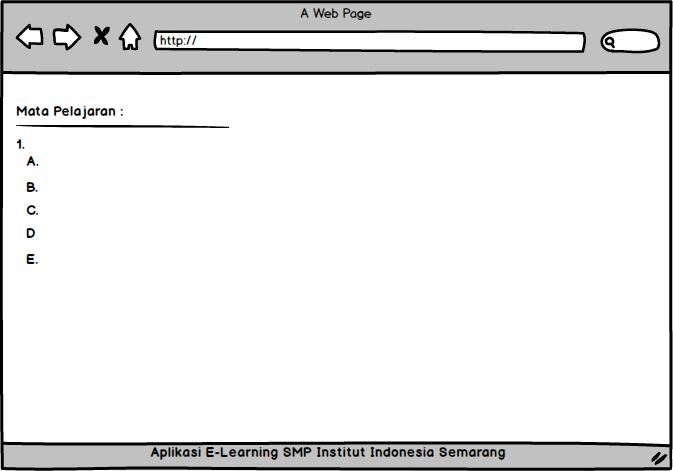 A Web Page
http://
Mata Pelajaran :
1.
A.
B.
C.
D
E.
Aplikasi E-Learning SMP Institut Indonesia Semarang